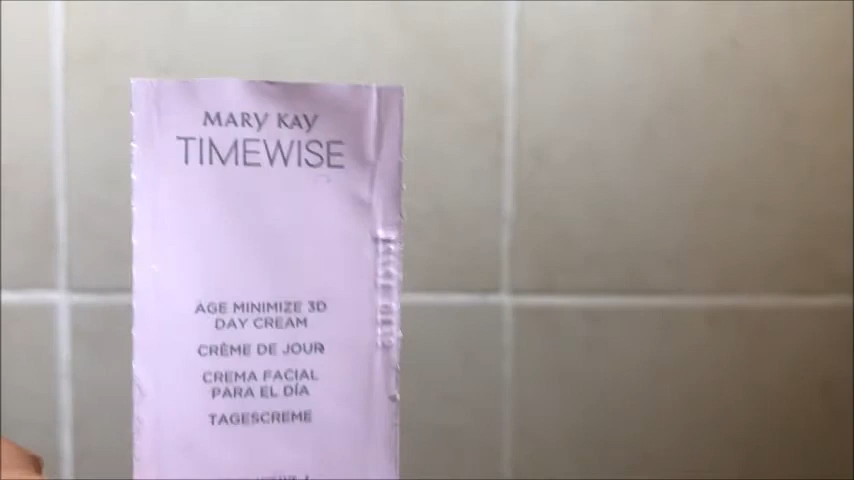 MARY KAY
TIMEWISE
AGE MINIMIZE 3D
DAY CREAM
CRÈME DE JOUR
CREMA FACIAL
PARA EL DÍA
TAGESCREME